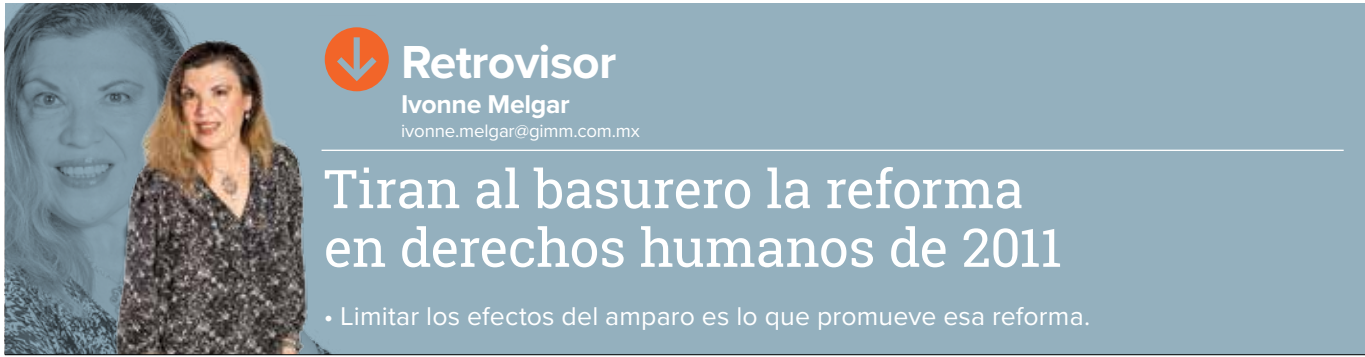 Retrovisor
Ivonne Melgar
ivonne.melgar@gimm.com.mx
Tiran al basurero la reforma
en derechos humanos de 2011
• Limitar los efectos del amparo es lo que promueve esa reforma.